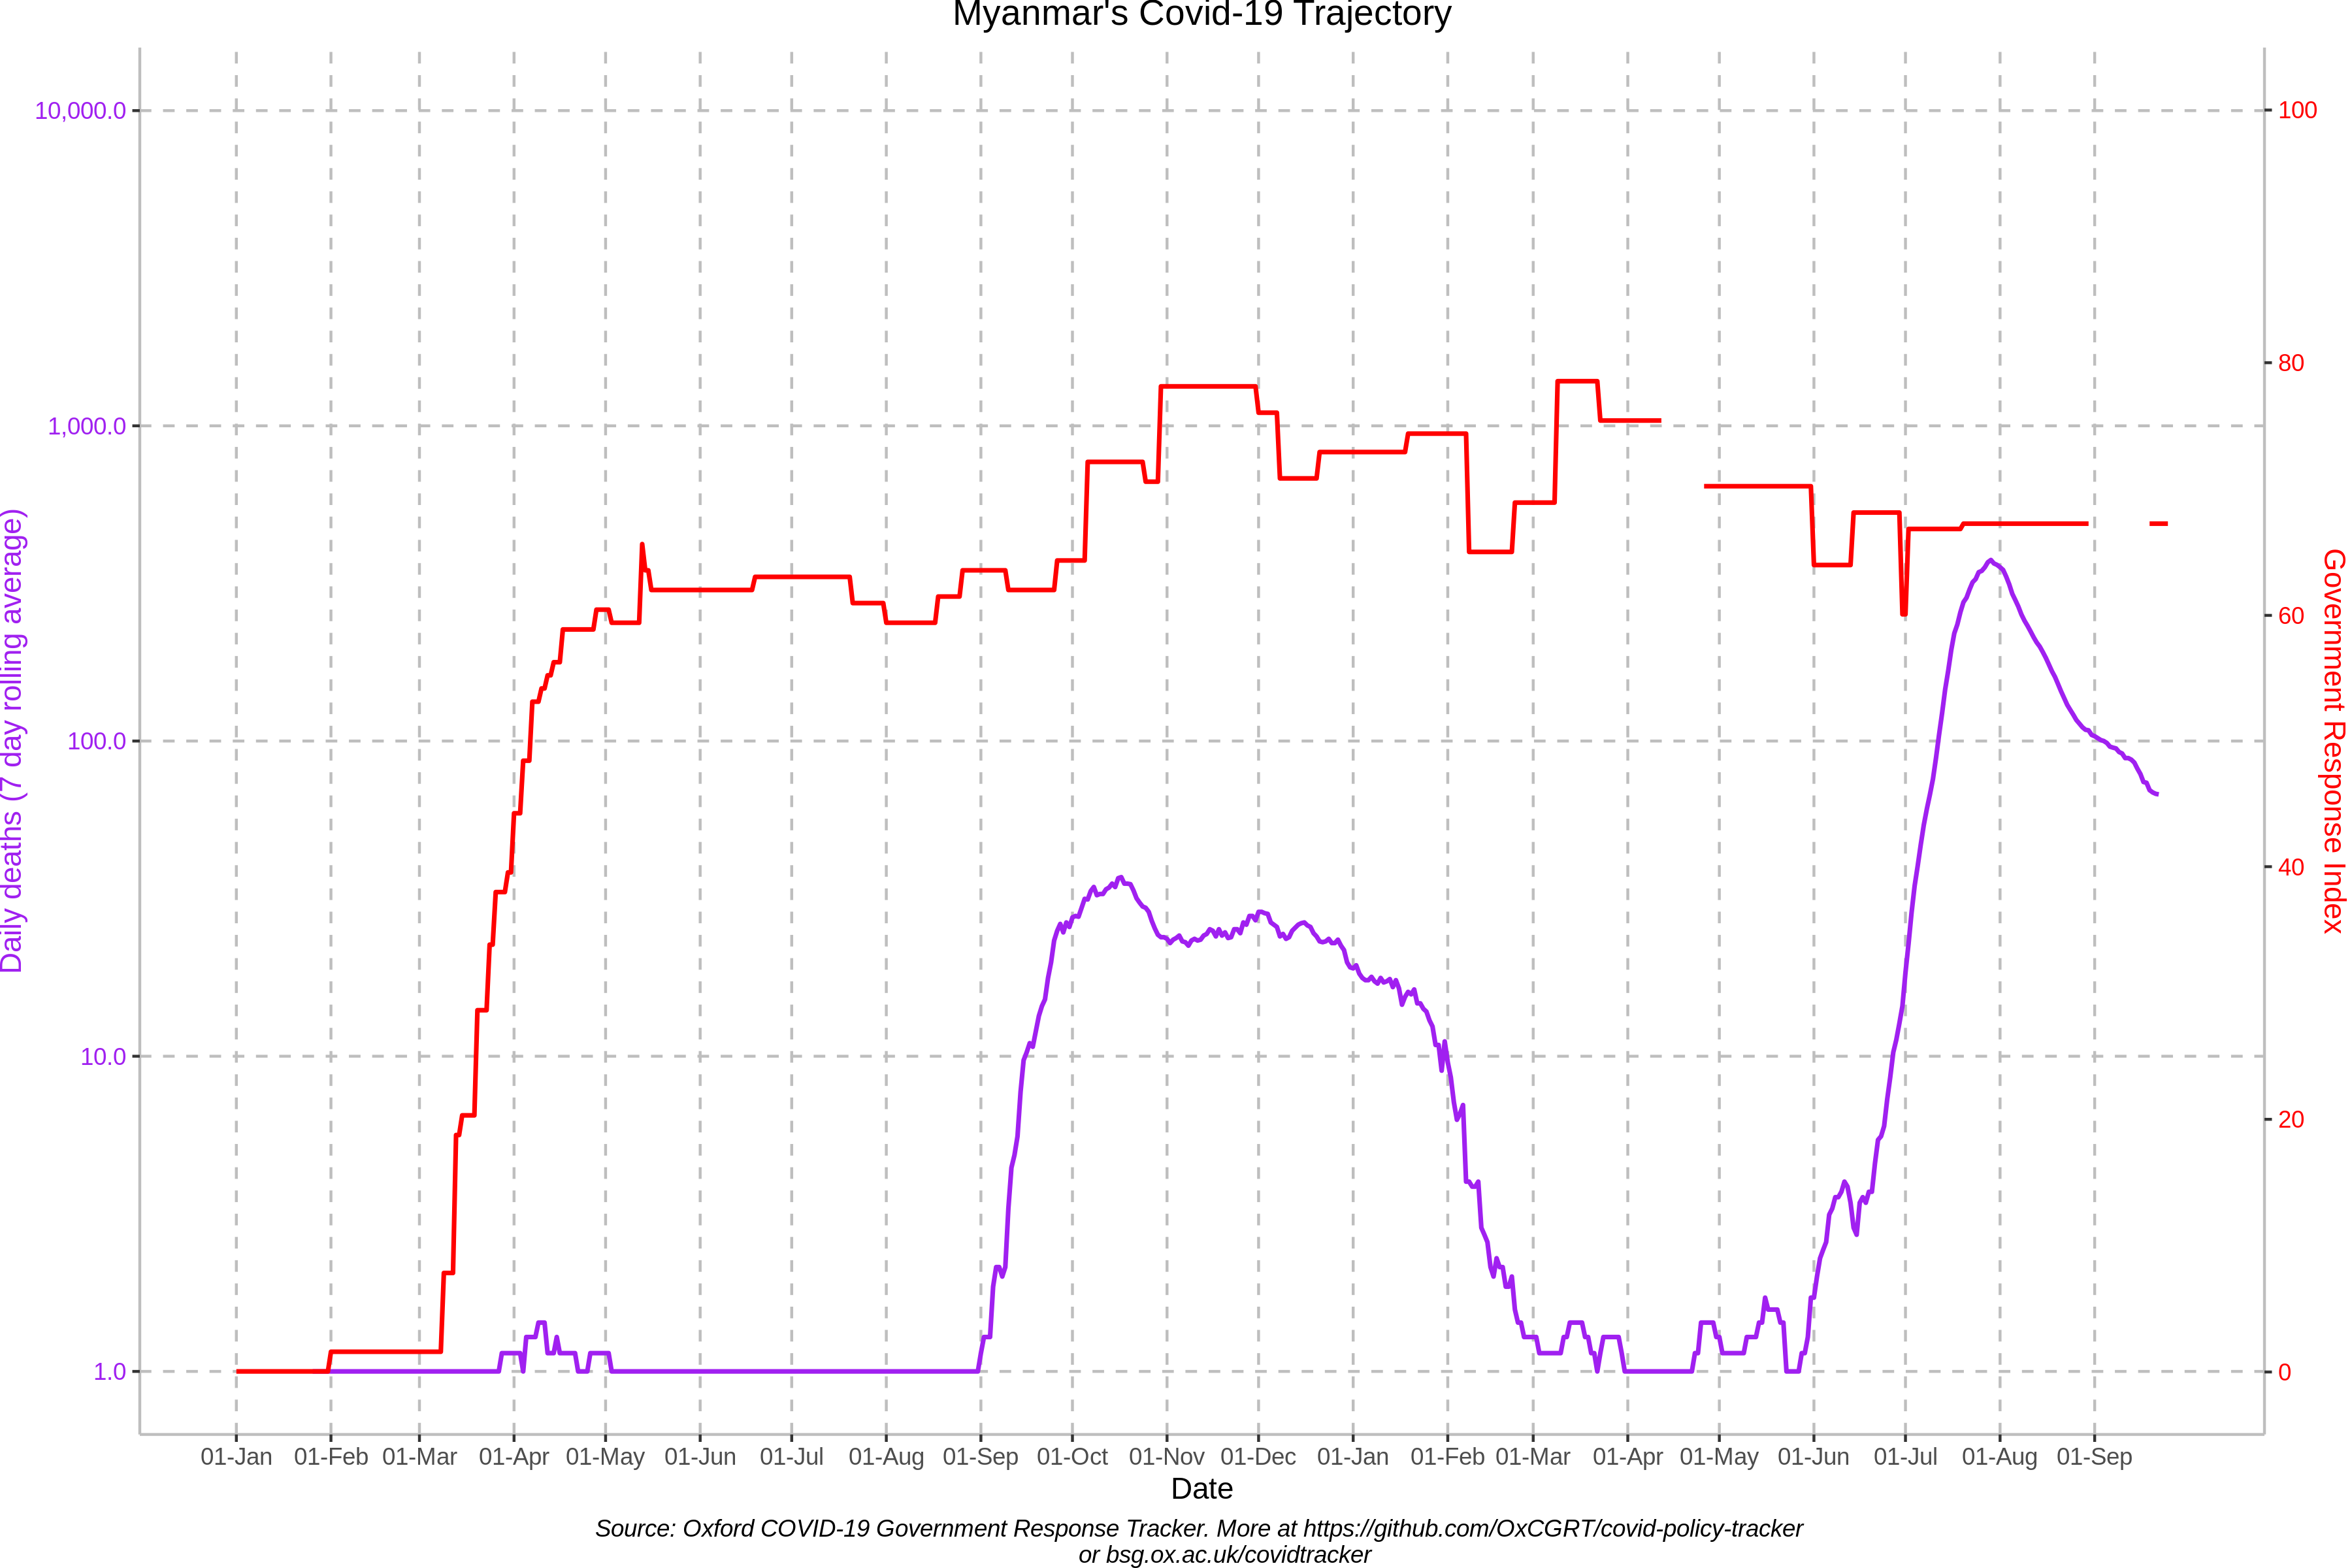 Myanmar's Covid-19 Trajectory
10,000.0
1,000.0
100.0
10.0
1.0
Daily deaths (7 day rolling average)
100
80
60
40
20
0
Government Response Index
01-Jan 01-Feb 01-Mar 01-Apr 01-May 01-Jun 01-Jul 01-Aug 01-Sep 01-Oct 01-Nov 01-Dec 01-Jan 01-Feb 01-Mar 01-Apr 01-May 01-Jun 01-Jul 01-Aug 01-Sep
Date
Source: Oxford COVID-19 Government Response Tracker. More at https://github.com/OxCGRT/covid-policy-tracker
or bsg.ox.ac.uk/covidtracker